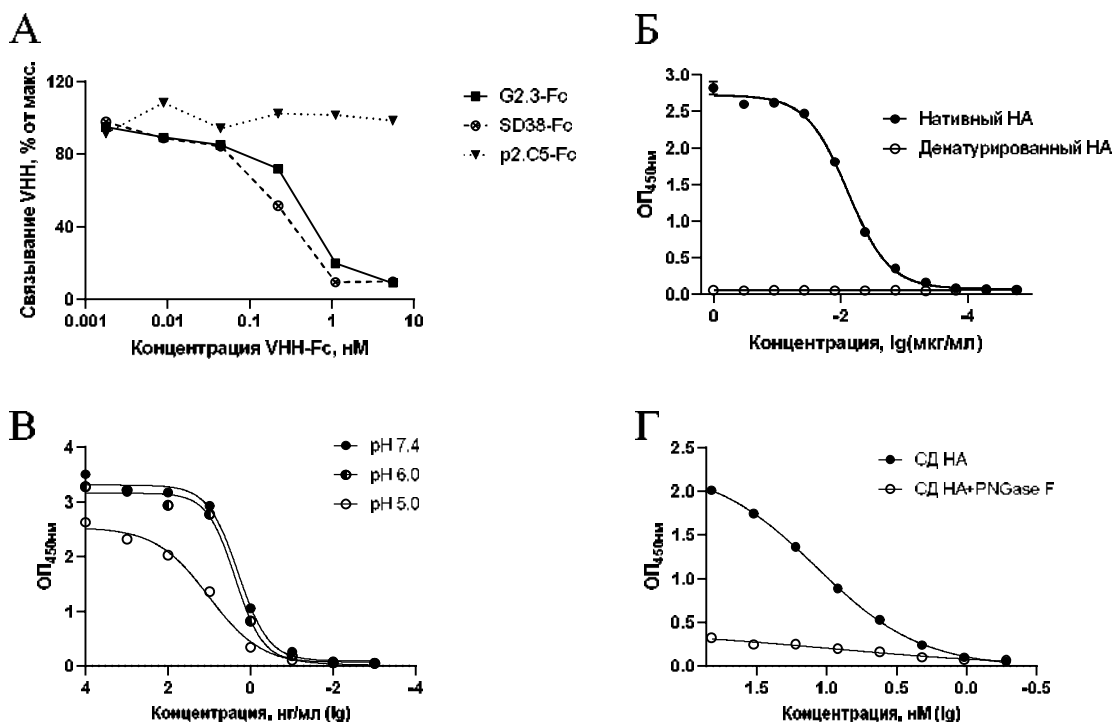 А
Связывание VHH, % от макс.
120
80
40
0
0.001
0.01
0.1
1
10
Концентрация VHH-Fc, нМ
G2.3-Fc
SD38-Fc
p2.C5-Fc
Б
ОП450нм
3.0
2.5
2.0
1.5
1.0
0.5
0.0
0
-2
-4
Концентрация, lg(мкг/мл)
Нативный НА
Денатурированный НА
В
ОП450нм
4
3
2
1
0
4
2
0
-2
-4
Концентрация, нг/мл (lg)
pH 7.4
pH 6.0
pH 5.0
Г
ОП450нм
2.5
2.0
1.5
1.0
0.5
0.0
1.5
1.0
0.5
0.0
-0.5
Концентрация, нМ (lg)
СД НА
СД НА+PNGase F